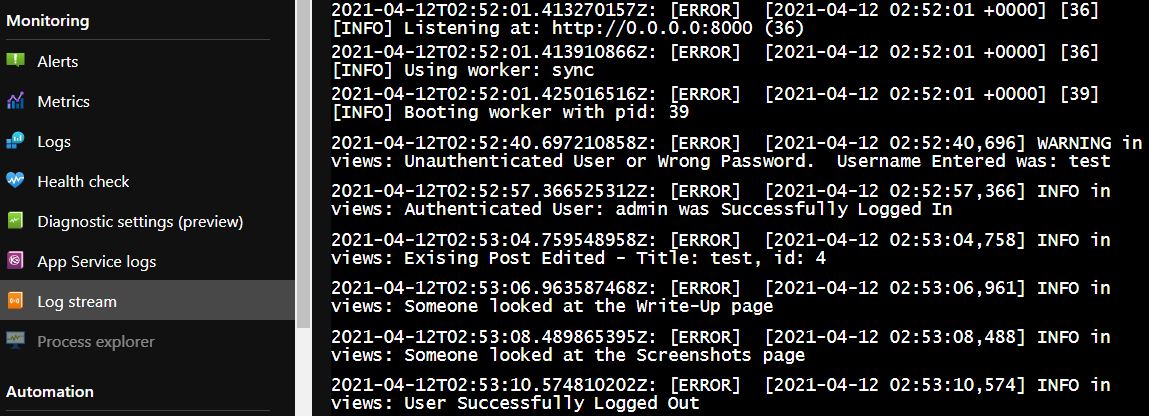 Monitoring
Alerts
Metrics
Logs
Health check
Diagnostic settings (preview)
App Service logs
Log stream
Process explorer
Automation
2021-04-12T02:52:01.413270157Z: [ERROR]  [2021-04-12 02:52:01 +0000] [36]
[INFO] Listening at: http://0.0.0.0:8000 (36)
2021-04-12T02:52:01.413910866Z: [ERROR]  [2021-04-12 02:52:01 +0000] [36]
[INFO] Using worker: sync
2021-04-12T02:52:01.425016516Z: [ERROR]  [2021-04-12 02:52:01 +0000] [39]
[INFO] Booting worker with pid: 39
2021-04-12T02:52:40.697210858Z: [ERROR]  [2021-04-12 02:52:40,696] WARNING in
views: Unauthenticated User or Wrong Password.  Username Entered was: test
2021-04-12T02:52:57.366525312Z: [ERROR]  [2021-04-12 02:52:57,366] INFO in
views: Authenticated User: admin was Successfully Logged In
2021-04-12T02:53:04.759548958Z: [ERROR]  [2021-04-12 02:53:04,758] INFO in
views: Exising Post Edited - Title: test, id: 4
2021-04-12T02:53:06.963587468Z: [ERROR]  [2021-04-12 02:53:06,961] INFO in
views: Someone looked at the Write-Up page
2021-04-12T02:53:08.489865395Z: [ERROR]  [2021-04-12 02:53:08,488] INFO in
views: Someone looked at the Screenshots page
2021-04-12T02:53:10.574810202Z: [ERROR]  [2021-04-12 02:53:10,574] INFO in
views: User Successfully Logged Out